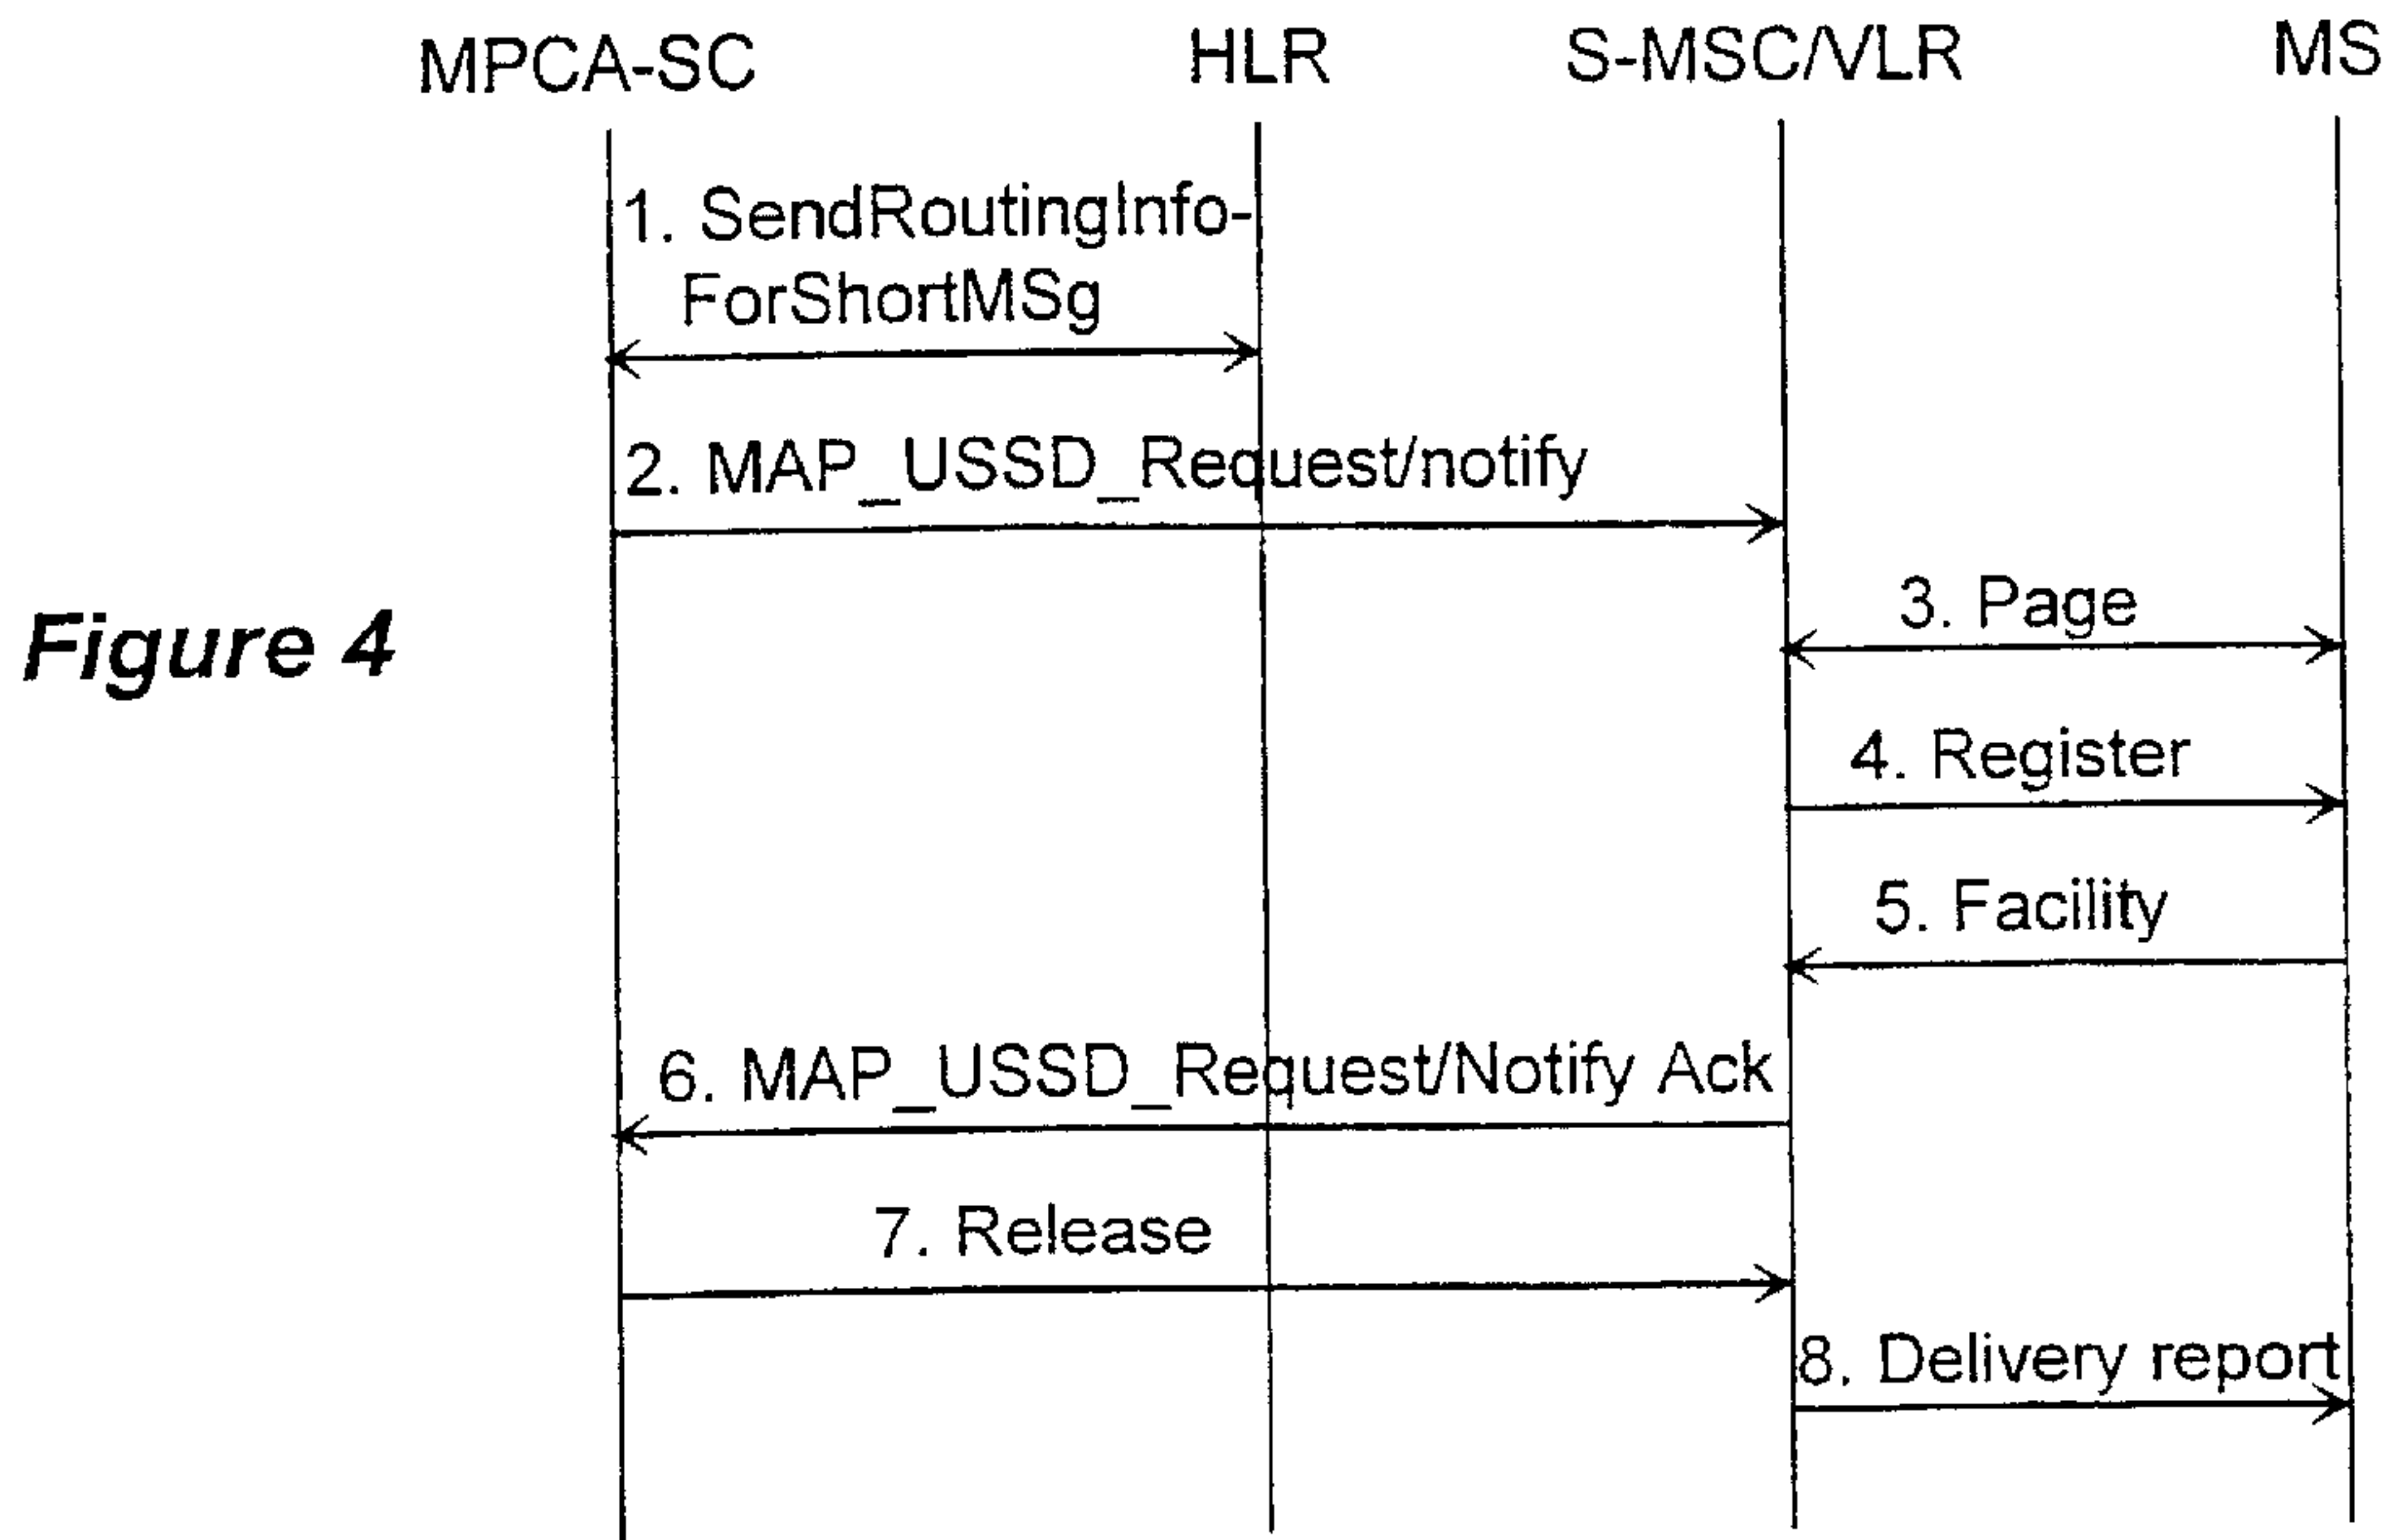 MPCA-SC HLR S-MSC/VLR MS
1. SendRoutingInfo-
ForShortMSg
2. MAP_USSD_Request/notify
3. Page
Figure 4
4. Register
5. Facility
6. MAP_USSD_Request/Notify Ack
7. Release
8. Delivery report